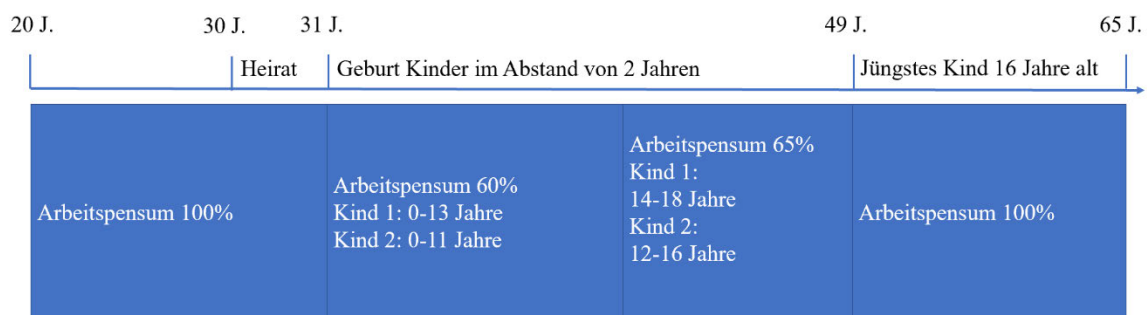 20 J.
30 J.
31 J.
49 J.
65 J.
Heirat
Geburt Kinder im Abstand von 2 Jahren
Jüngstes Kind 16 Jahre alt
Arbeitspensum 100%
Arbeitspensum 60%
Kind 1: 0-13 Jahre
Kind 2: 0-11 Jahre
Arbeitspensum 65%
Kind 1:
14-18 Jahre
Kind 2:
12-16 Jahre
Arbeitspensum 100%